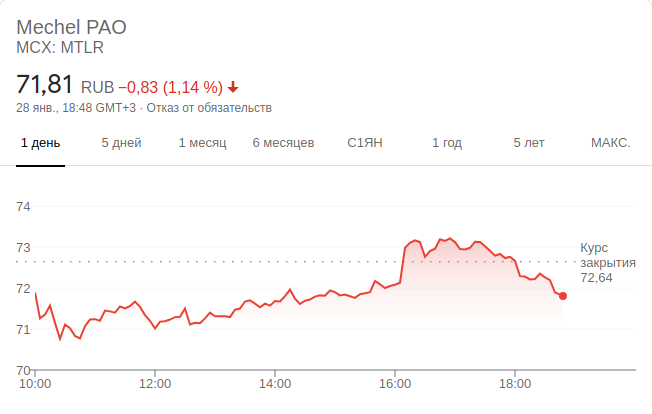 Mechel PAO
MCX: MTLR
71,81 RUB −0,83 (1,14 %)
28 янв., 18:48 GMT+3 · Отказ от обязательств
1 день 5 дней 1 месяц 6 месяцев С1ЯН 1 год 5 лет МАКС.
74
73
72
71
70
Курс
закрытия
72,64
10:00 12:00 14:00 16:00 18:00